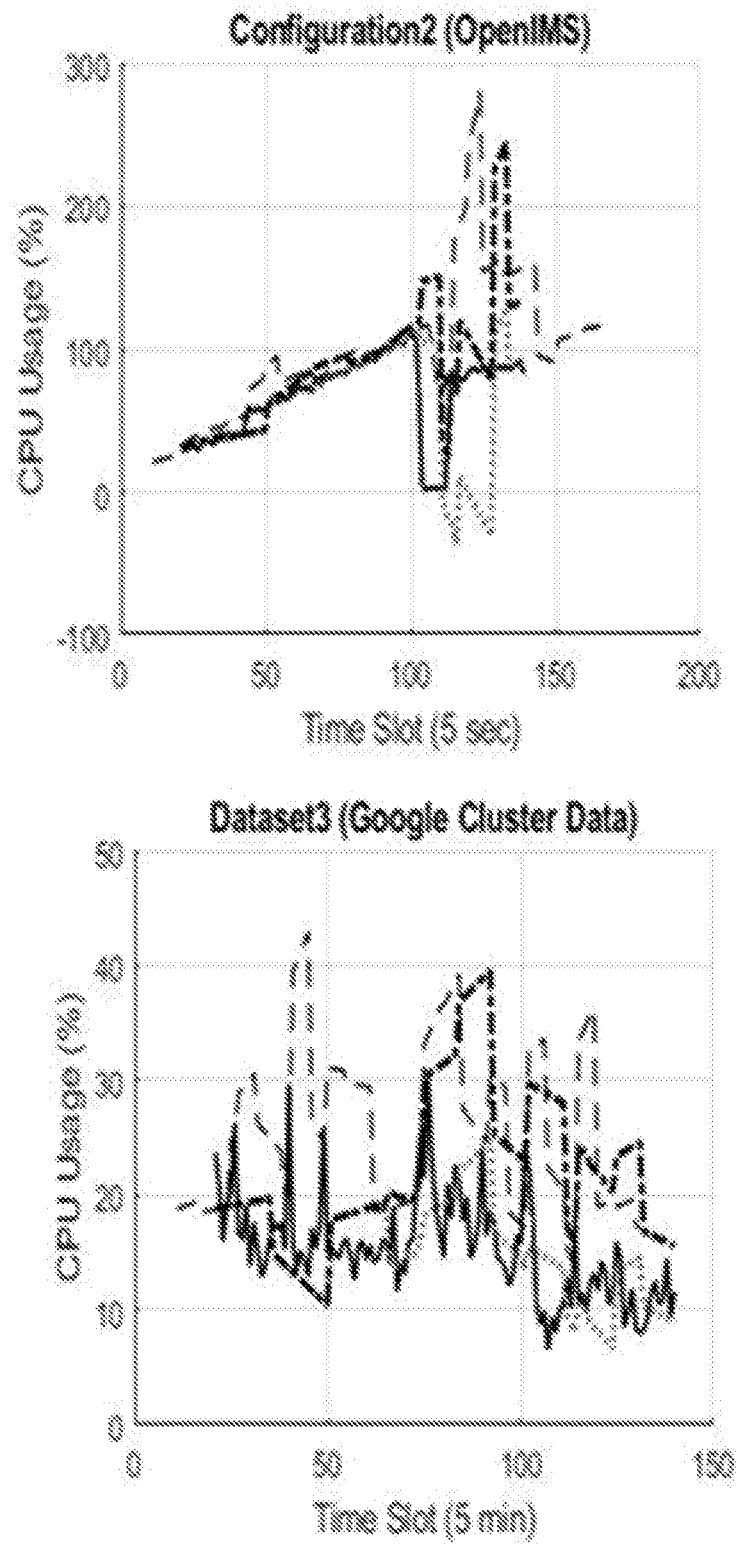 Configuration2 (OpenIMS)
300
200
100
0
-100
CPU Usage (%)
0 50 100 150 200
Time Slot (5 sec)
Dataset3 (Google Cluster Data)
50
40
30
20
10
0
CPU Usage (%)
0 50 100 150
Time Slot (5 min)